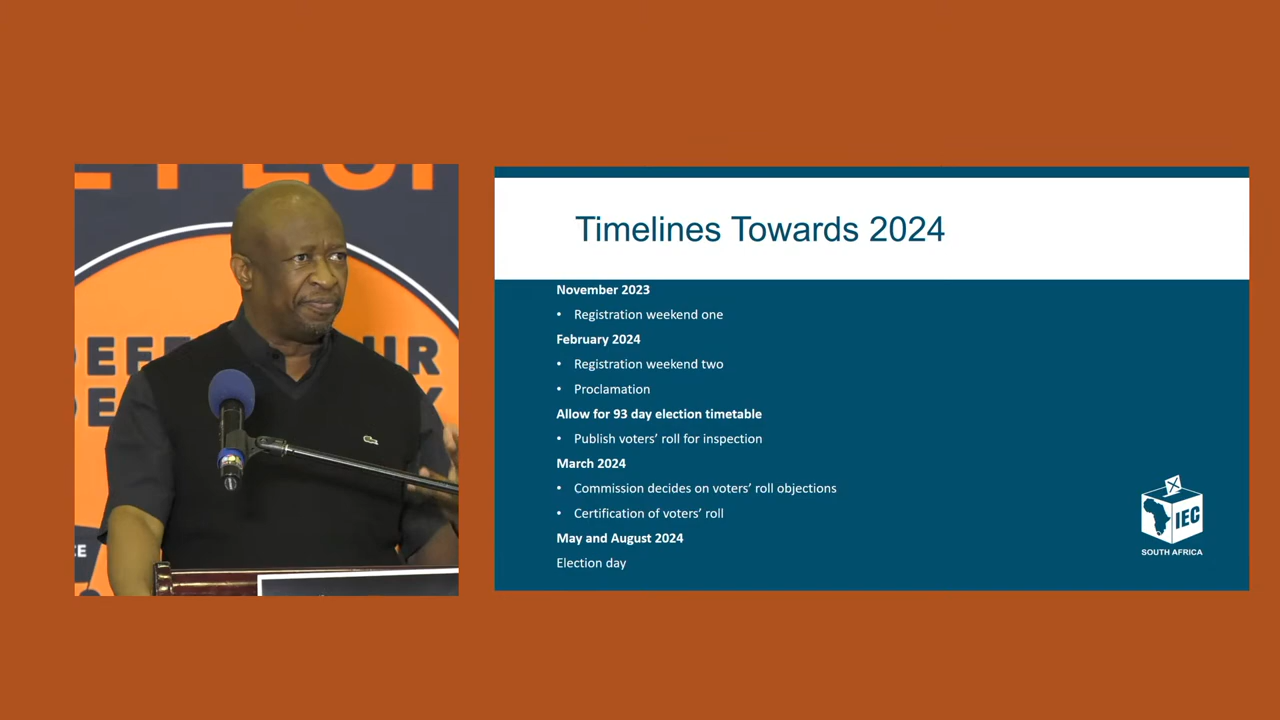 Timelines Towards 2024
November 2023
• Registration weekend one
February 2024
• Registration weekend two
• Proclamation
Allow for 93 day election timetable
• Publish voters’ roll for inspection
March 2024
• Commission decides on voters’ roll objections
• Certification of voters’ roll
May and August 2024
Election day
IEC
SOUTH AFRICA